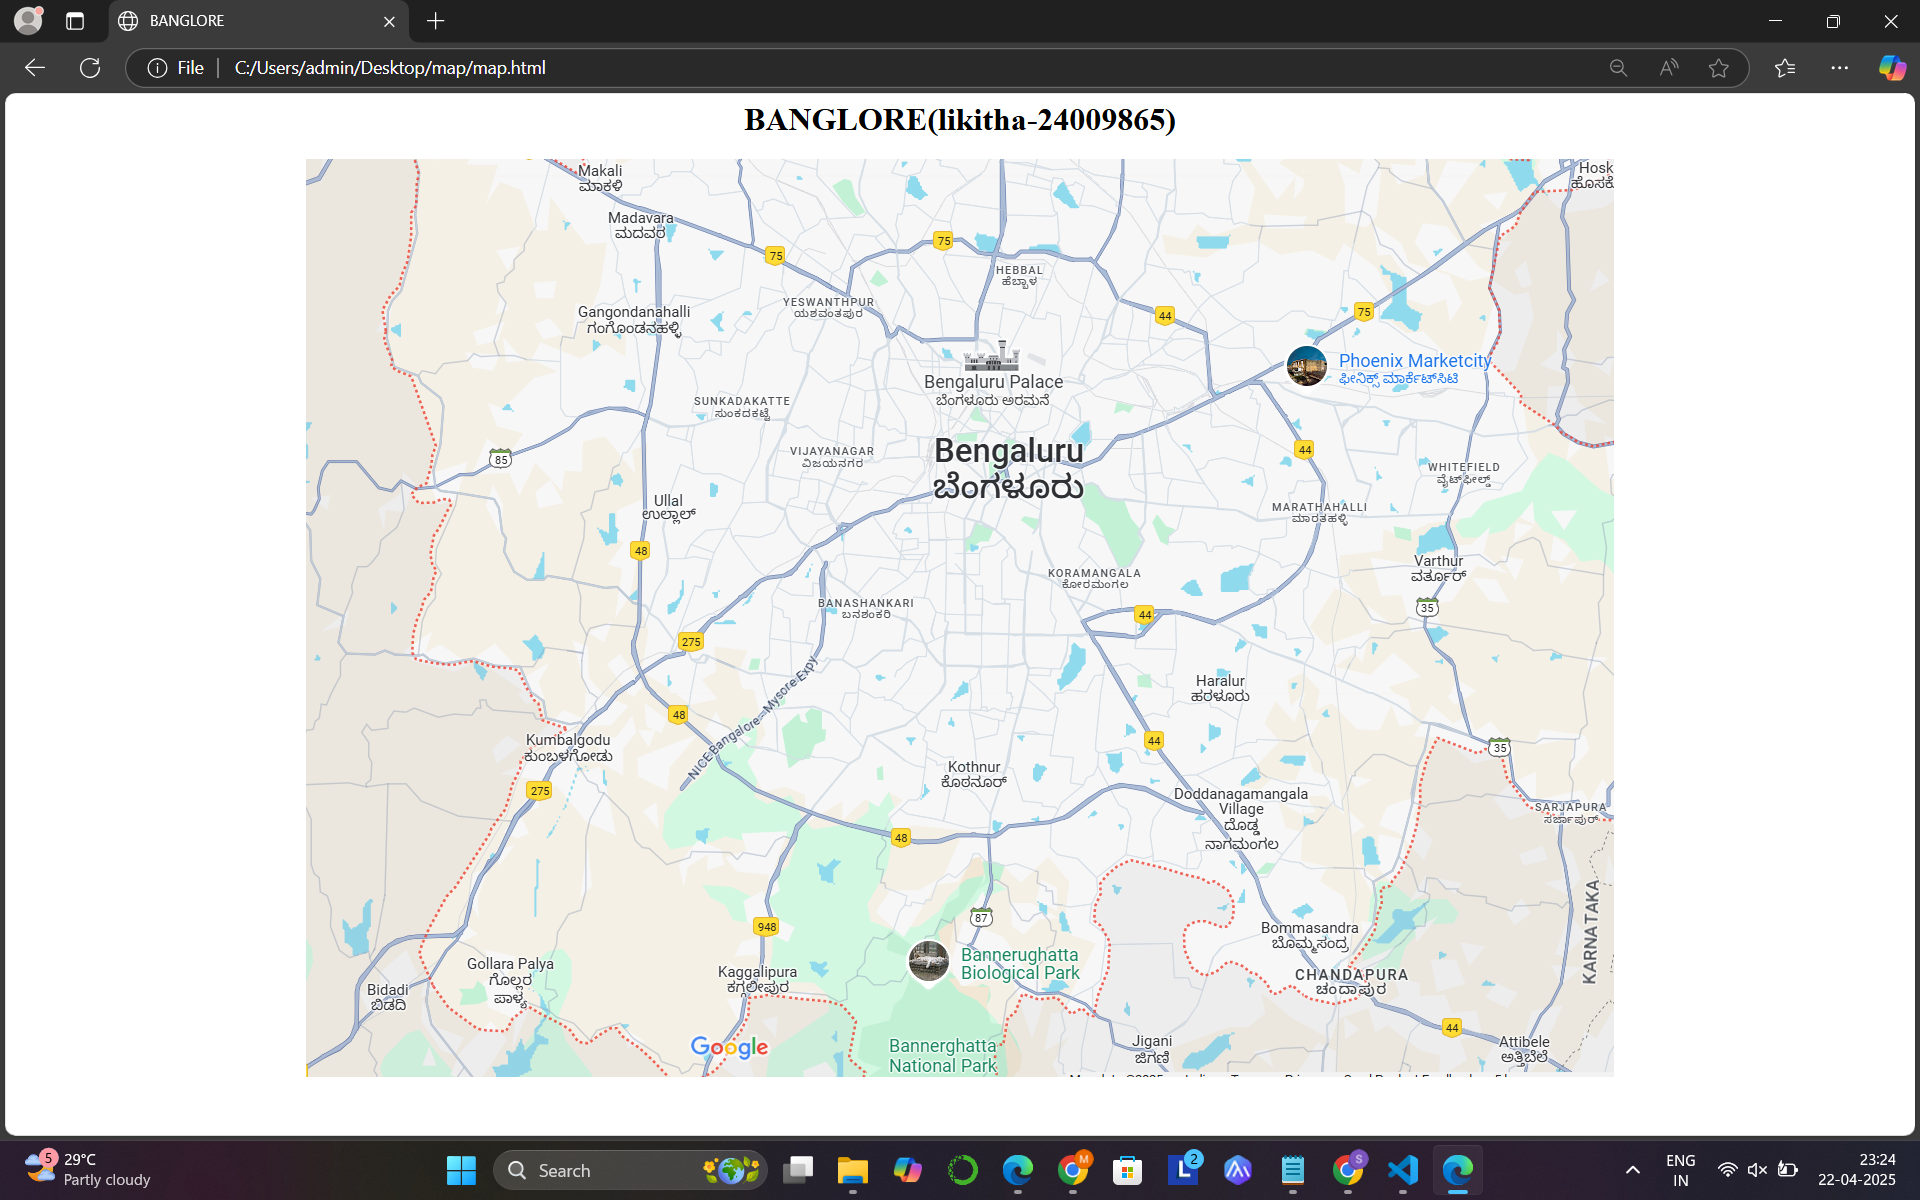 BANGLORE
File
C:/Users/admin/Desktop/map/map.html
BANGLORE(likitha-24009865)
Makali
ಮಾಕಳಿ
Hosk
ಹೊಸಕೆ
Madavara
ಮದವರ
75
75
HEBBAL
ಹೆಬ್ಬಾಳ
YESWANTHPUR
ಯಶವಂತಪುರ
Gangondanahalli
ಗಂಗೊಂಡನಹಳ್ಳಿ
44
75
Phoenix Marketcity
ಫೀನಿಕ್ಸ್ ಮಾರ್ಕೆಟ್‌ಸಿಟಿ
Bengaluru Palace
ಬೆಂಗಳೂರು ಅರಮನೆ
SUNKADAKATTE
ಸುಂಕದಕಟ್ಟೆ
Bengaluru
ಬೆಂಗಳೂರು
VIJAYANAGAR
ವಿಜಯನಗರ
85
44
WHITEFIELD
ವೈಟ್‌ಫೀಲ್ಡ್
Ullal
ಉಲ್ಲಾಲ್
MARATHAHALLI
ಮಾರತಹಳ್ಳಿ
48
Varthur
ವರ್ತೂರ್
KORAMANGALA
ಕೋರಮಂಗಲ
BANASHANKARI
ಬನಶಂಕರಿ
44
35
275
Haralur
ಹರಳೂರು
NICE Bangalore - Mysore Expy
48
Kumbalgodu
ಕುಂಬಳಗೋಡು
44
35
Kothnur
ಕೊಠನೂರ್
275
Doddanagamangala
Village
ದೊಡ್ಡ
ನಾಗಮಂಗಲ
SARJAPURA
ಸರ್ಜಾಪುರ್
48
KARNATAKA
87
948
Bommasandra
ಬೊಮ್ಮಸಂದ್ರ
Bannerughatta
Biological Park
Gollara Palya
ಗೊಲ್ಲರ
ಪಾಳ್ಯ
Kaggalipura
ಕಗ್ಗಲೀಪುರ
CHANDAPURA
ಚಂದಾಪುರ
Bidadi
ಬಿಡದಿ
44
Google
Bannerghatta
National Park
Jigani
ಜಿಗಣಿ
Attibele
ಅತ್ತಿಬೆಲೆ
5
29°C
Partly cloudy
Search
M
2
S
ENG
IN
23:24
22-04-2025